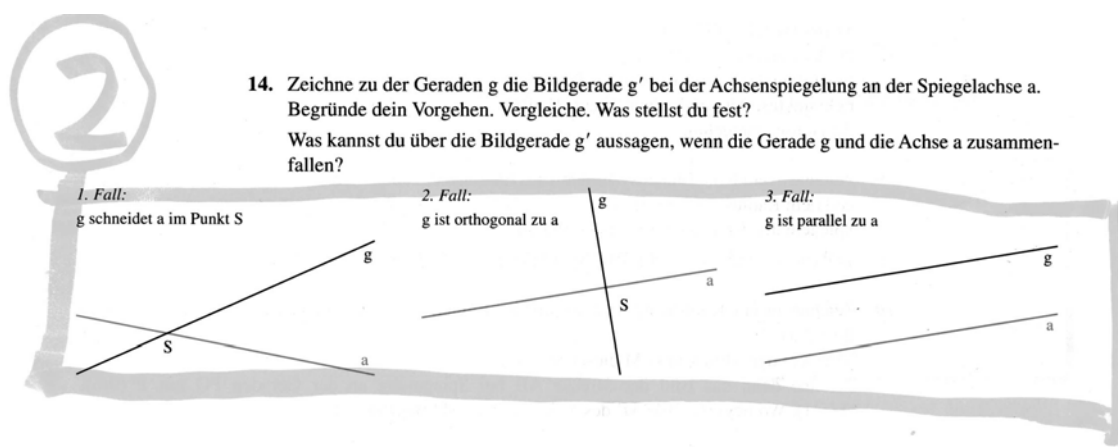 2
14. Zeichne zu der Geraden g die Bildgerade g′ bei der Achsenspiegelung an der Spiegelachse a.
Begründe dein Vorgehen. Vergleiche. Was stellst du fest?
Was kannst du über die Bildgerade g′ aussagen, wenn die Gerade g und die Achse a zusammen-
fallen?
1. Fall:
g schneidet a im Punkt S
g
S
a
2. Fall:
g ist orthogonal zu a
g
a
S
3. Fall:
g ist parallel zu a
g
a